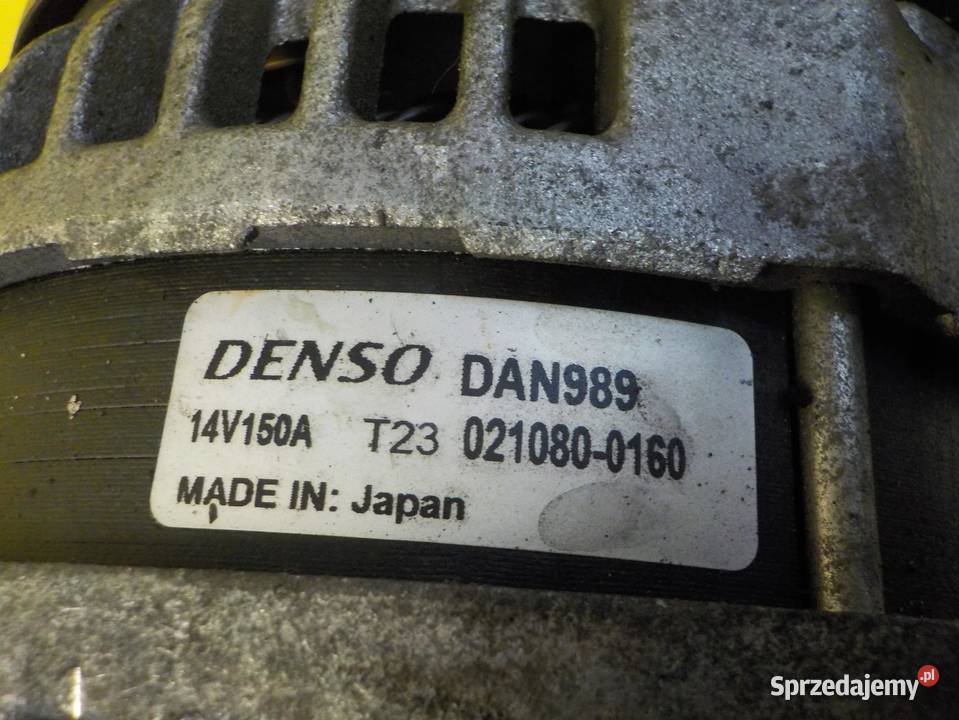 DENSO DAN989
14V150A T23 021080-0160
MADE IN: Japan
Sprzedajemy.pl